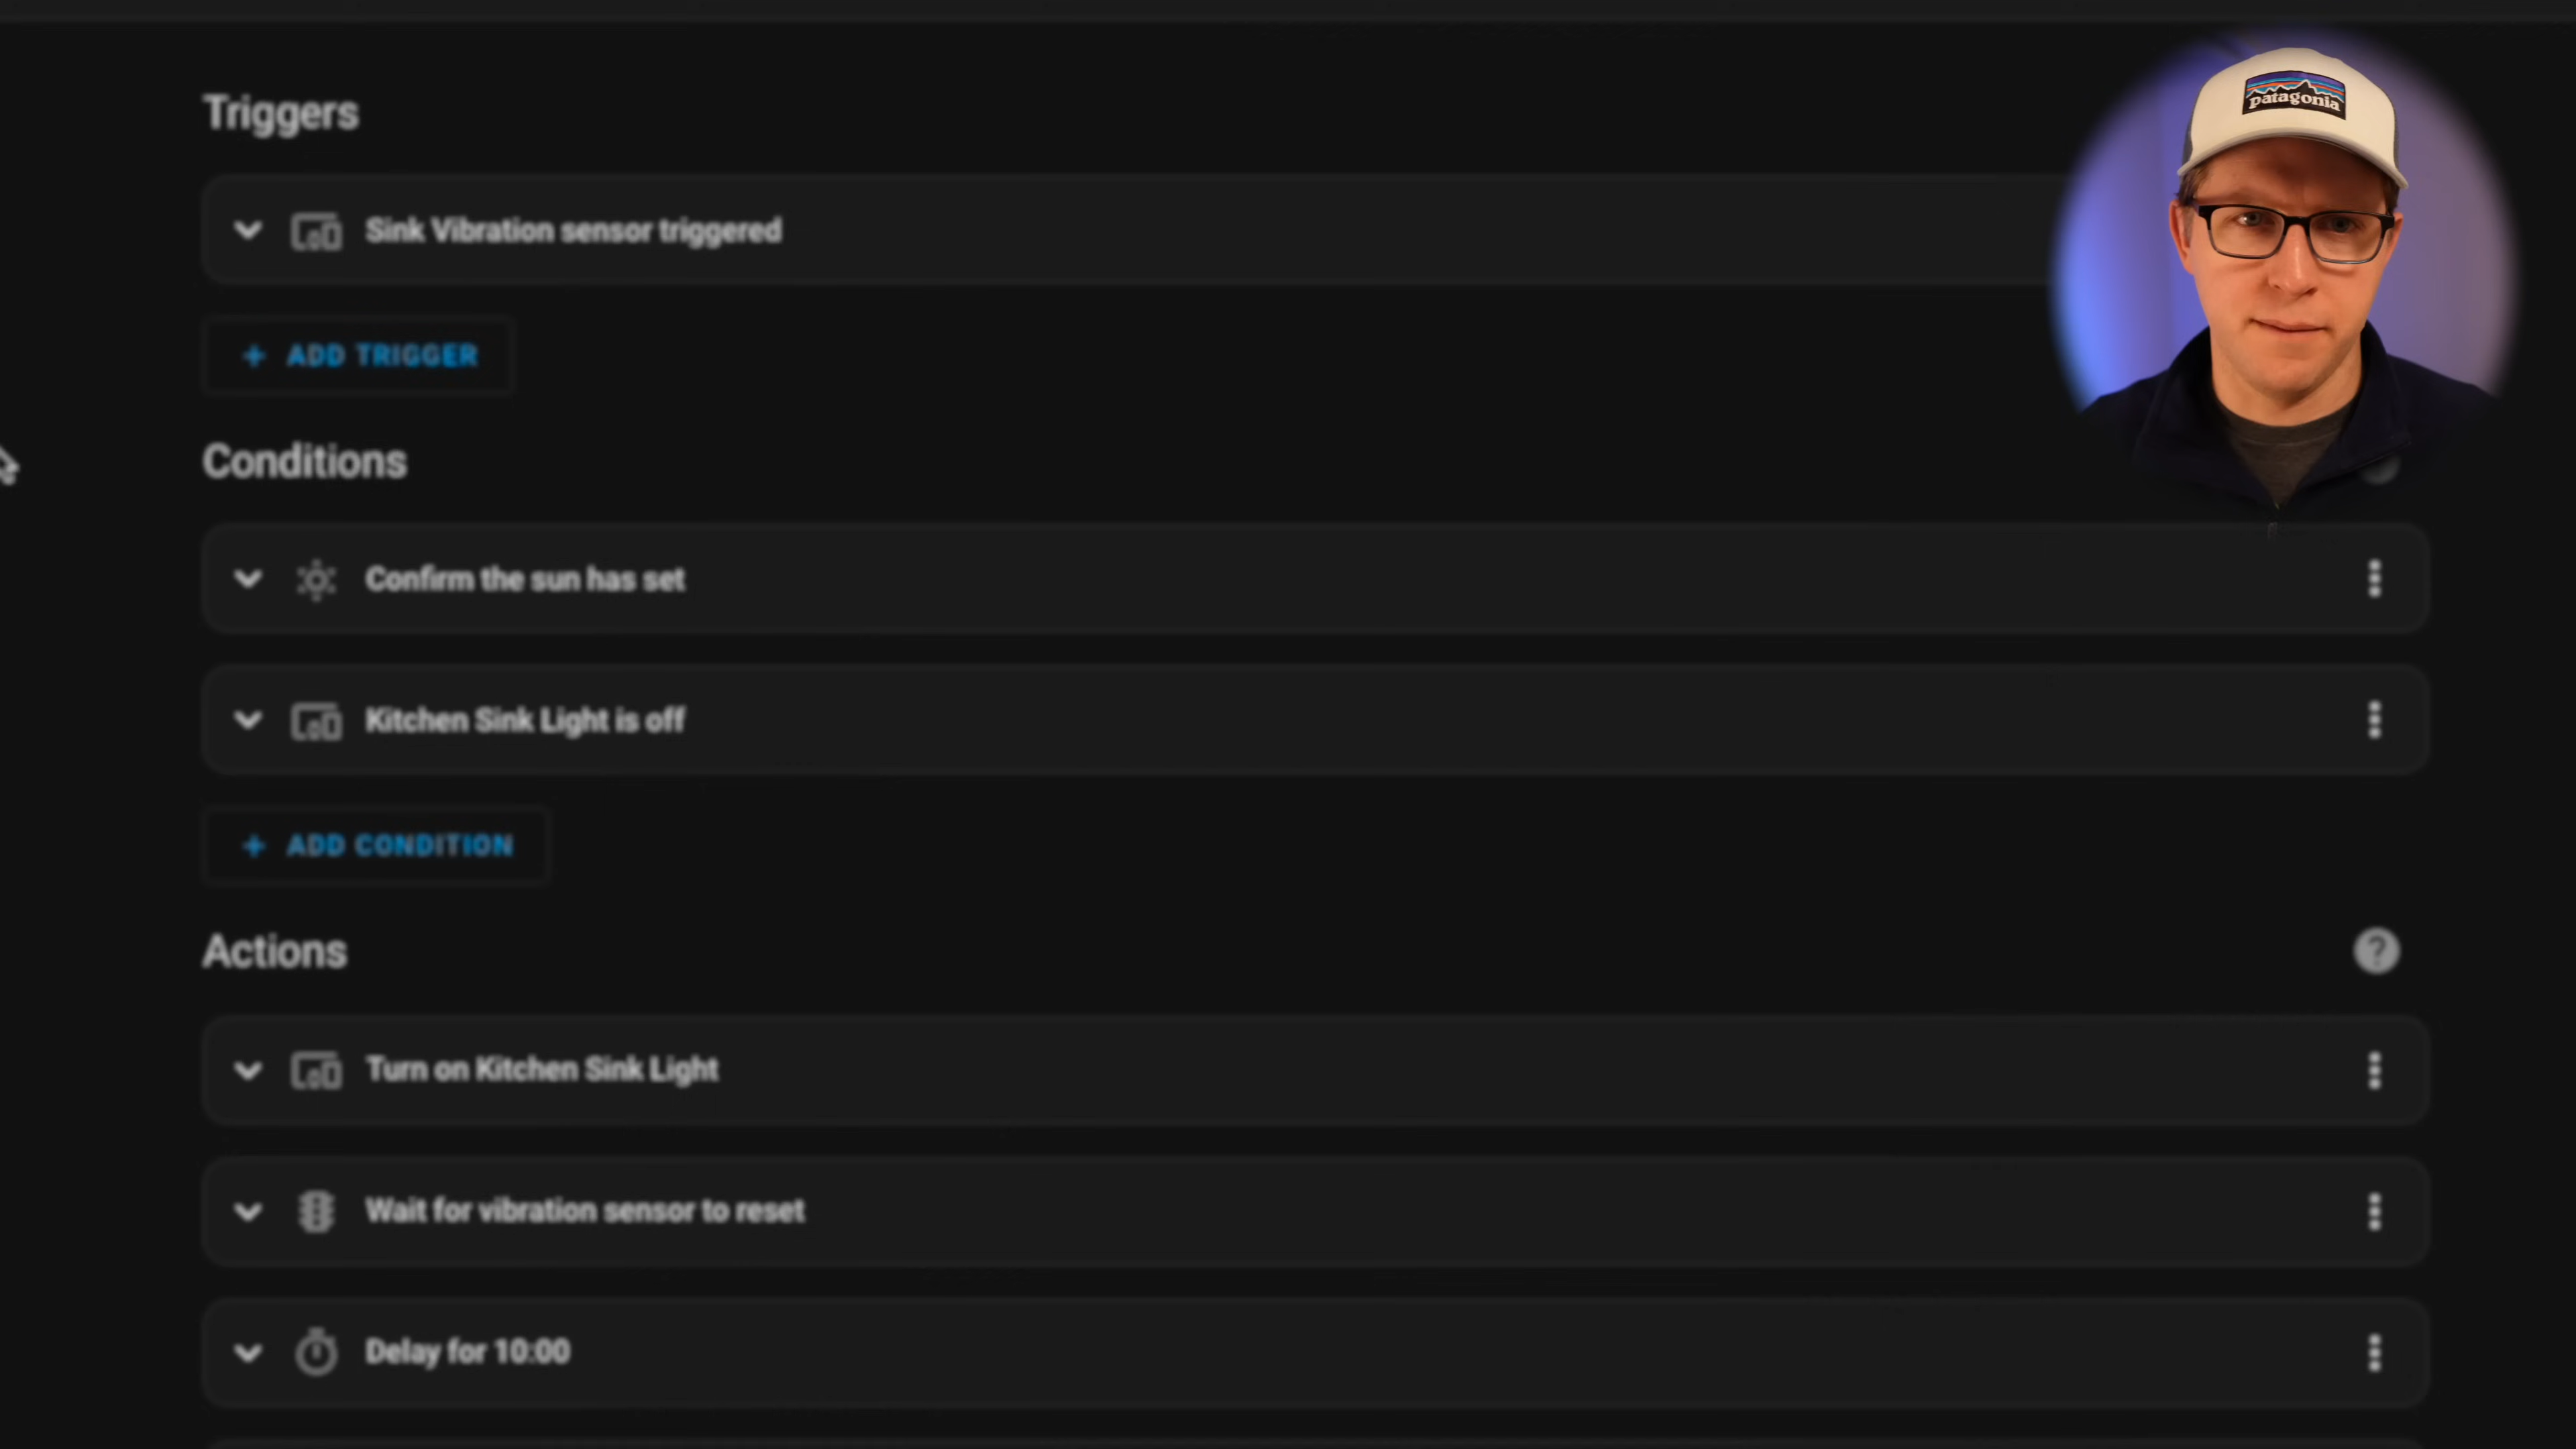 Triggers
patagonia
Sink Vibration sensor triggered
+ ADD TRIGGER
Conditions
Confirm the sun has set
Kitchen Sink Light is off
+ ADD CONDITION
Actions
?
Turn on Kitchen Sink Light
Wait for vibration sensor to reset
Delay for 10:00